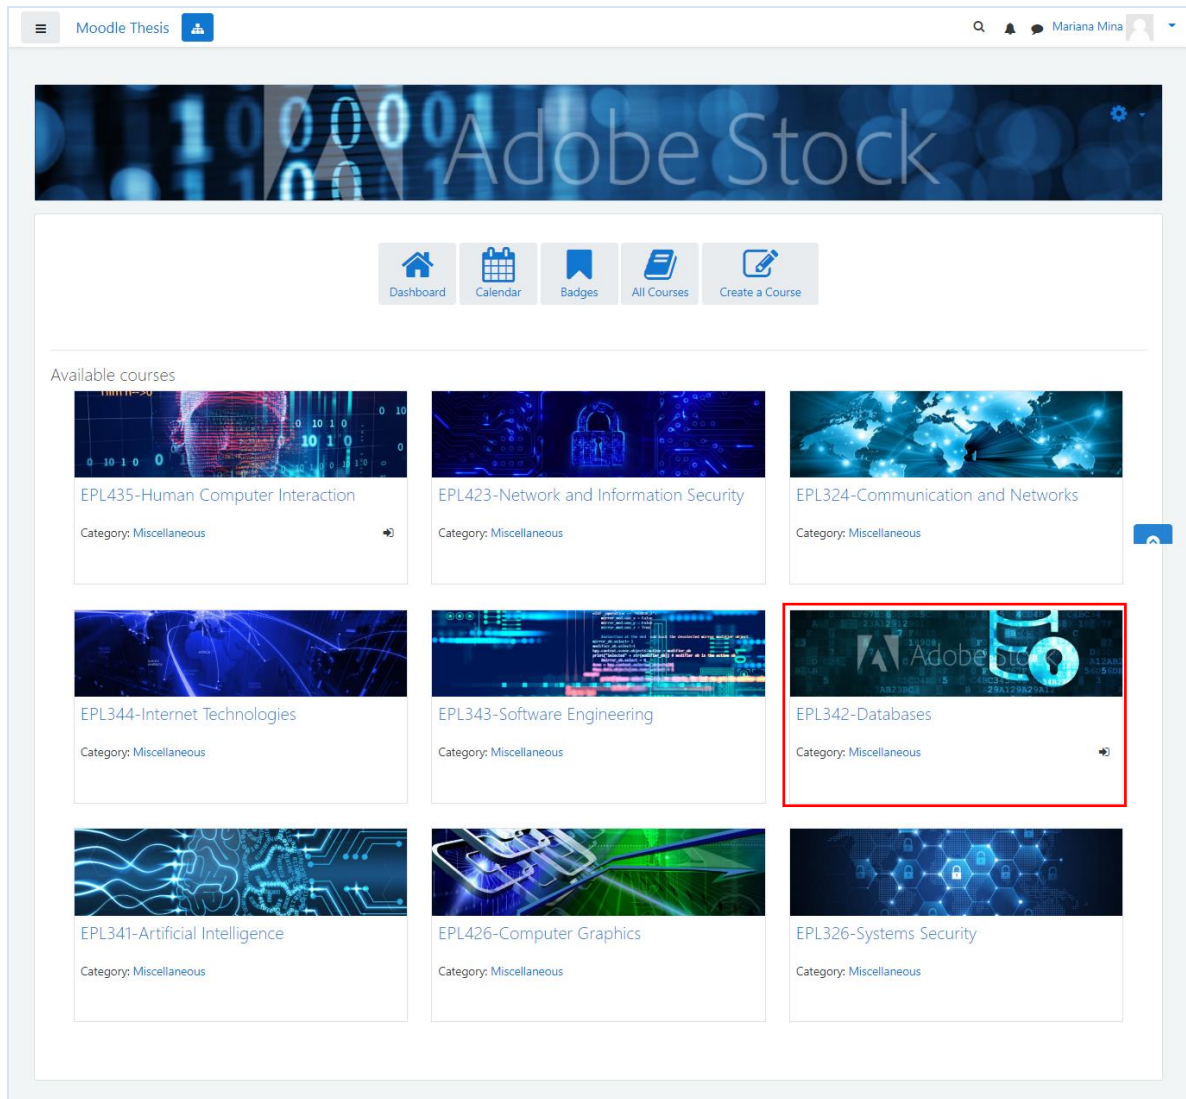 Moodle Thesis
Mariana Mina
Adobe Stock
Dashboard
Calendar
Badges
All Courses
Create a Course
Available courses
EPL435-Human Computer Interaction
Category: Miscellaneous
EPL423-Network and Information Security
Category: Miscellaneous
EPL324-Communication and Networks
Category: Miscellaneous
EPL344-Internet Technologies
Category: Miscellaneous
EPL343-Software Engineering
Category: Miscellaneous
Adobe Stock
EPL342-Databases
Category: Miscellaneous
EPL341-Artificial Intelligence
Category: Miscellaneous
EPL426-Computer Graphics
Category: Miscellaneous
EPL326-Systems Security
Category: Miscellaneous